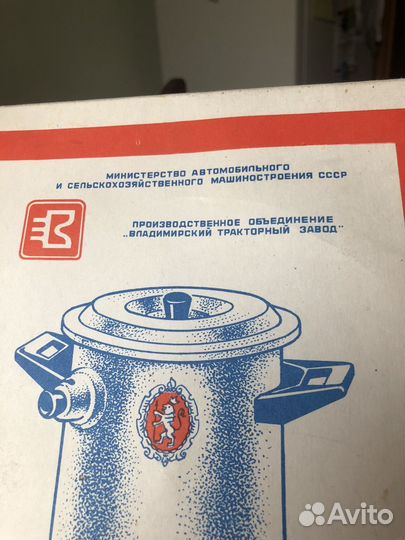 МИНИСТЕРСТВО АВТОМОБИЛЬНОГО
И СЕЛЬСКОХОЗЯЙСТВЕННОГО МАШИНОСТРОЕНИЯ СССР
ПРОИЗВОДСТВЕННОЕ ОБЪЕДИНЕНИЕ
„ВЛАДИМИРСКИЙ ТРАКТОРНЫЙ ЗАВОД"
Avito